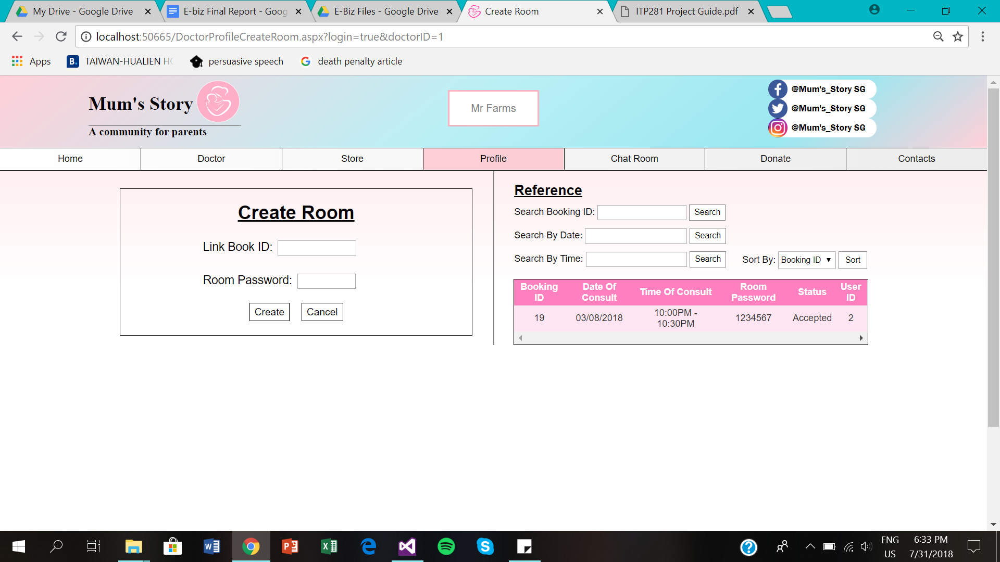 My Drive - Google Drive
E-biz Final Report - Goog
E-Biz Files - Google Drive
Create Room
ITP281 Project Guide.pdf
localhost:50665/DoctorProfileCreateRoom.aspx?login=true&doctorID=1
Apps
B.
TAIWAN-HUALIEN HO
persuasive speech
death penalty article
Mum's Story
A community for parents
Mr Farms
@Mum's_Story SG
@Mum's_Story SG
@Mum's_Story SG
Home
Doctor
Store
Profile
Chat Room
Donate
Contacts
Create Room
Link Book ID:
Room Password:
Create
Cancel
Reference
Search Booking ID:
Search
Search By Date:
Search
Search By Time:
Search
Sort By:
Booking ID
Sort
Booking ID
Date Of Consult
Time Of Consult
Room Password
Status
User ID
19
03/08/2018
10:00PM - 10:30PM
1234567
Accepted
2
ENG
US
6:33 PM
7/31/2018